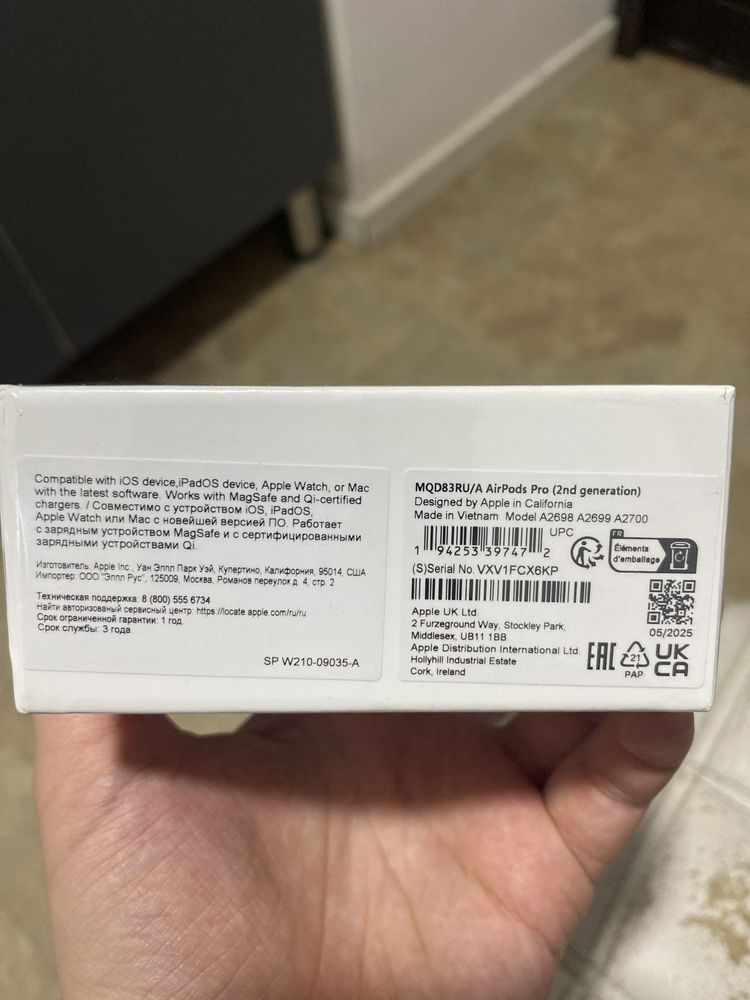 Compatible with iOS device,iPadOS device, Apple Watch, or Mac
with the latest software. Works with MagSafe and Qi-certified
chargers. / Совместимо с устройством iOS, iPadOS,
Apple Watch или Mac с новейшей версией ПО. Работает
с зарядным устройством MagSafe и с сертифицированными
зарядными устройствами Qi.
Изготовитель. Apple Inc., Уан Эппл Парк Уэй, Купертино, Калифорния, 95014, США
Импортер: ООО "Эппл Рус", 125009, Москва, Романов переулок д. 4, стр. 2
Техническая поддержка: 8 (800) 555 6734
Найти авторизованый сервисный центр: https://locate.apple.com/ru/ru
Срок ограниченной гарантии: 1 год.
Срок службы: 3 года.
SP W210-09035-A
MQD83RU/A AirPods Pro (2nd generation)
Designed by Apple in California
Made in Vietnam Model A2698 A2699 A2700
UPC
1 94253 39747 2
FR
Éléments
d'emballage
(S)Serial No. VXV1FCX6KP
05/2025
Apple UK Ltd.
2 Furzeground Way, Stockley Park,
Middlesex, UB11 1BB
Apple Distribution International Ltd.
Hollyhill Industrial Estate
Cork, Ireland
EAC
21
PAP
UK
CA